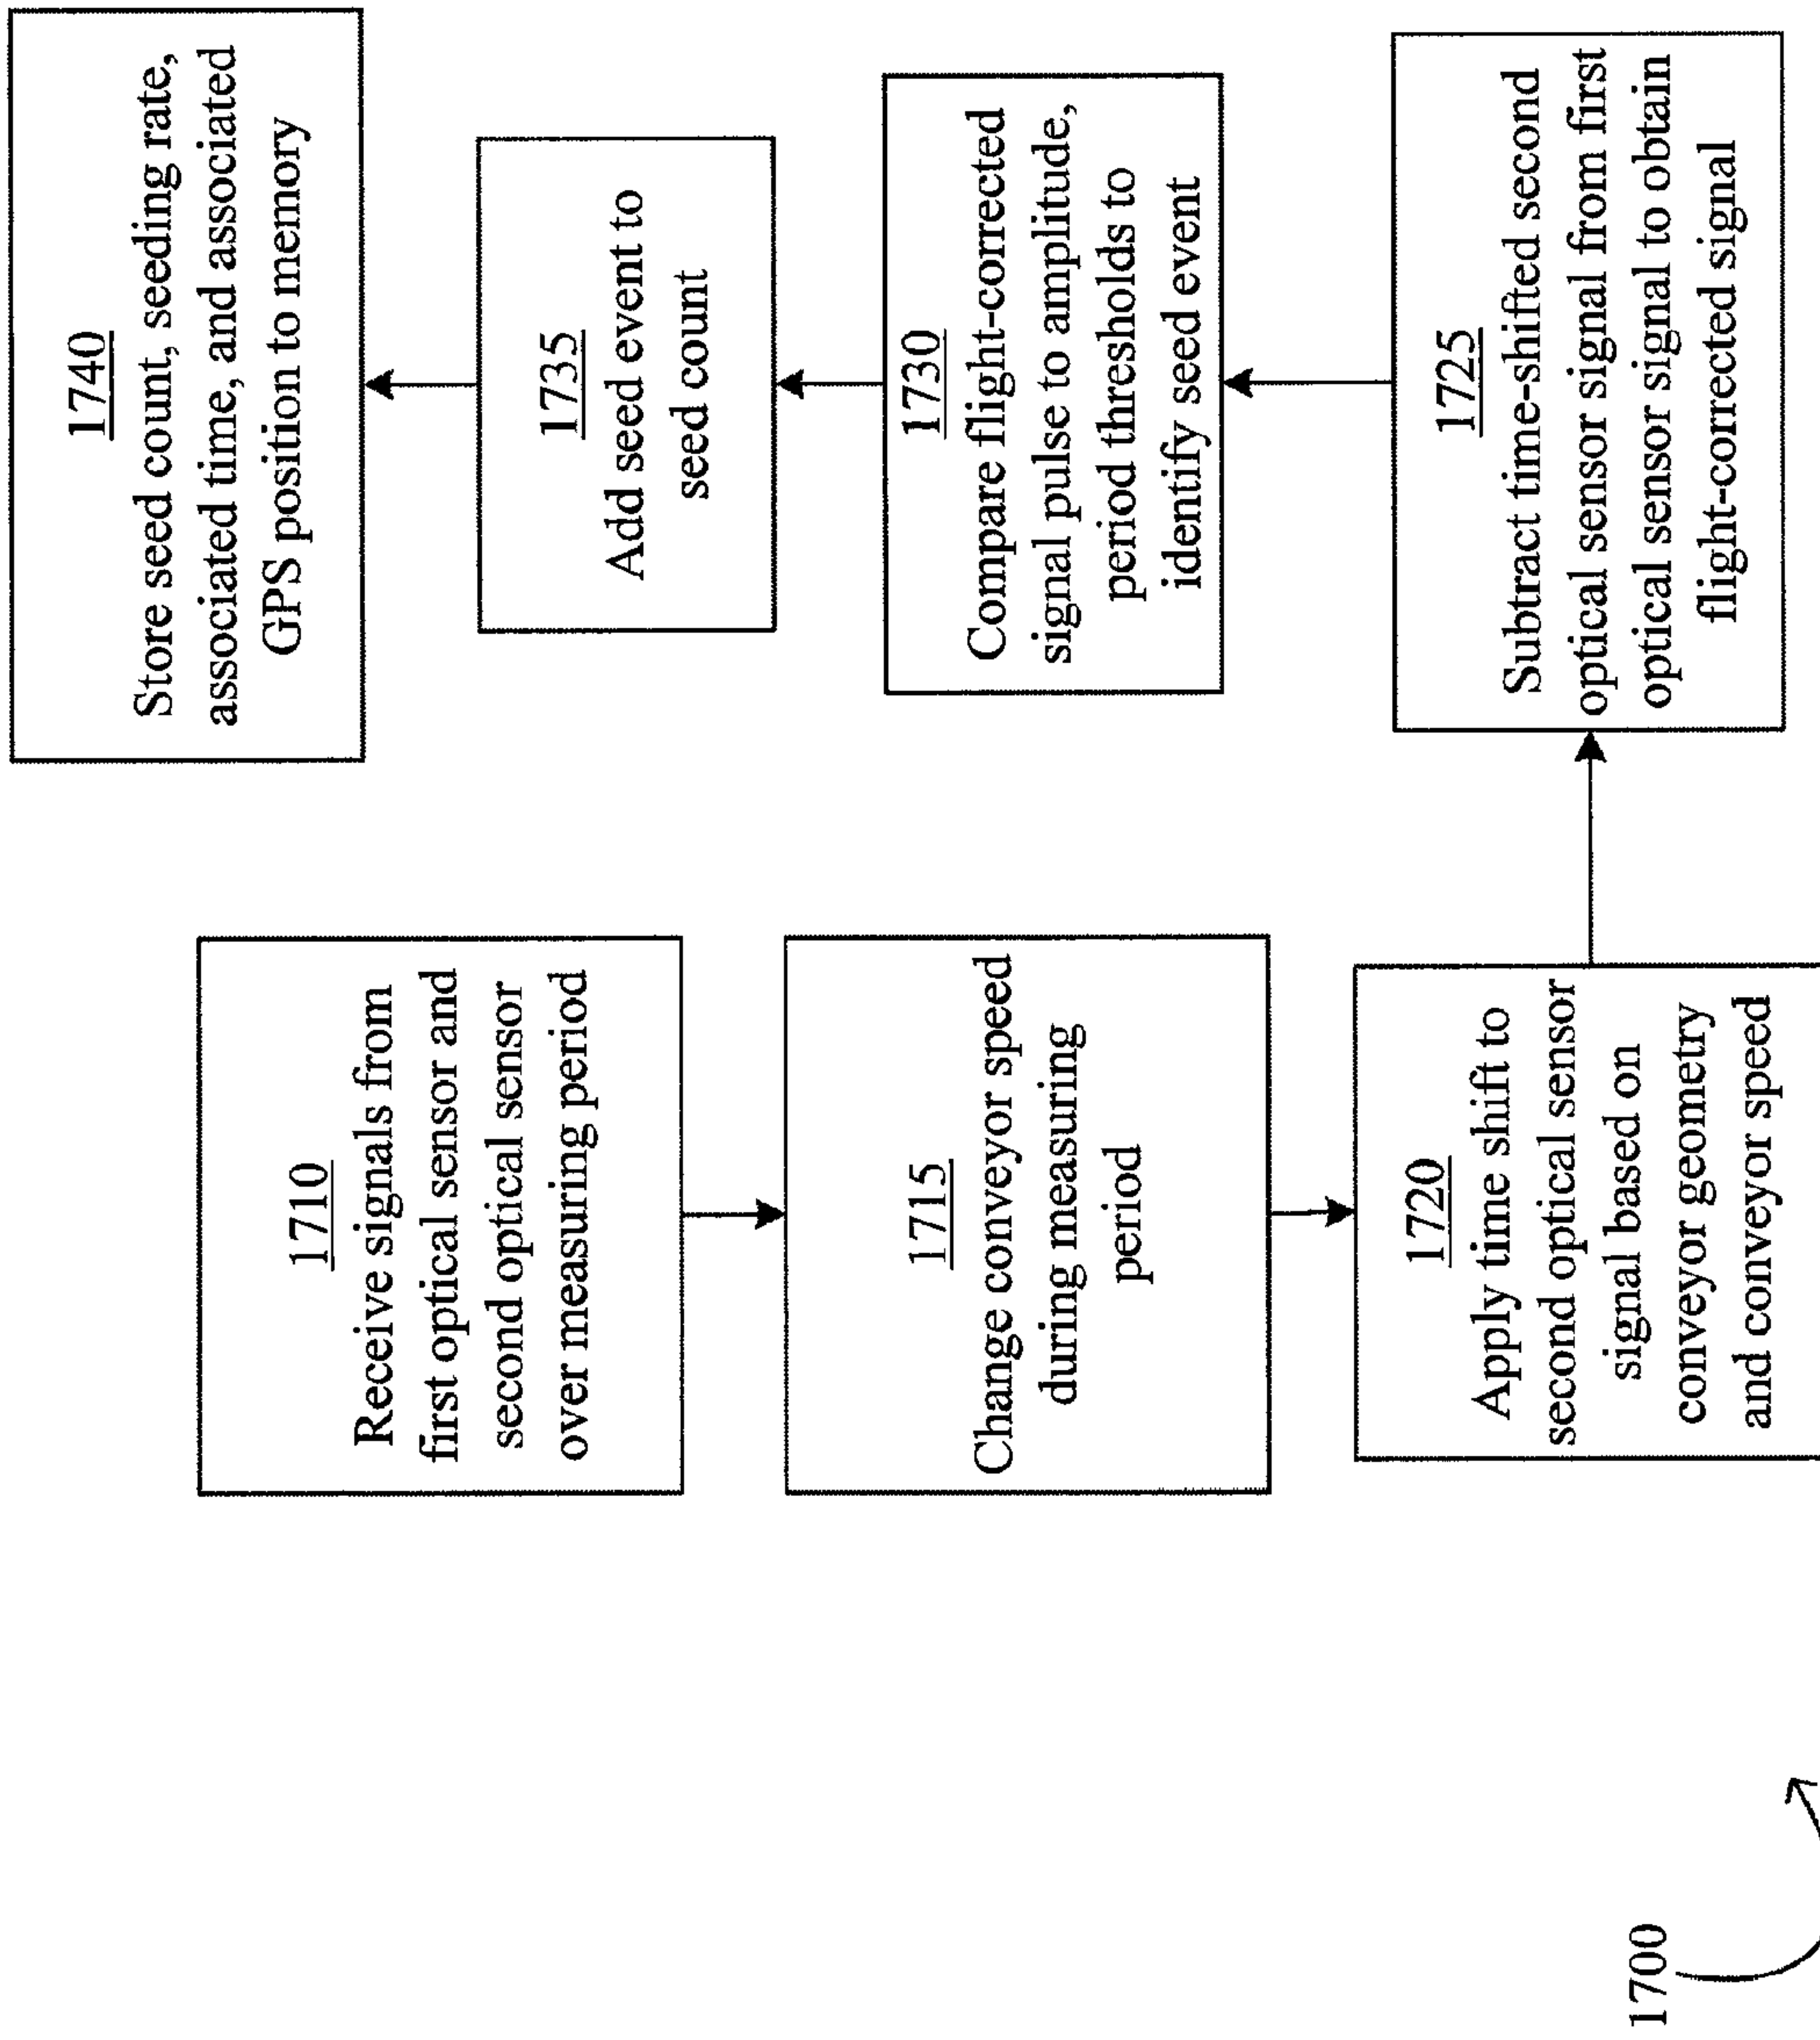 1710
Receive signals from
first optical sensor and
second optical sensor
over measuring period
1715
Change conveyor speed
during measuring
period
1720
Apply time shift to
second optical sensor
signal based on
conveyor geometry
and conveyor speed
1725
Subtract time-shifted second
optical sensor signal from first
optical sensor signal to obtain
flight-corrected signal
1730
Compare flight-corrected
signal pulse to amplitude,
period thresholds to
identify seed event
1735
Add seed event to
seed count
1740
Store seed count, seeding rate,
associated time, and associated
GPS position to memory
1700